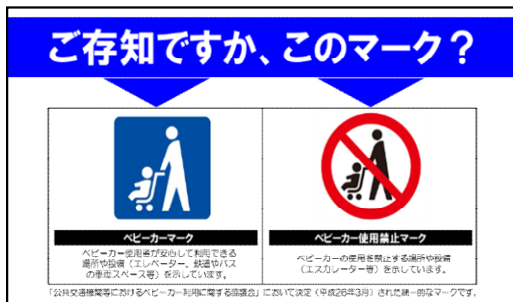 ご存知ですか、このマーク？
ベビーカーマーク
ベビーカー使用者が安心して利用できる
場所や設備（エレベーター、鉄道やバス
の車両スペース等）を示しています。
ベビーカー使用禁止マーク
ベビーカーの使用を禁止する場所や設備
（エスカレーター等）を示しています。
「公共交通機関等におけるベビーカー利用に関する協議会」において決定（平成26年3月）された統一的なマークです。